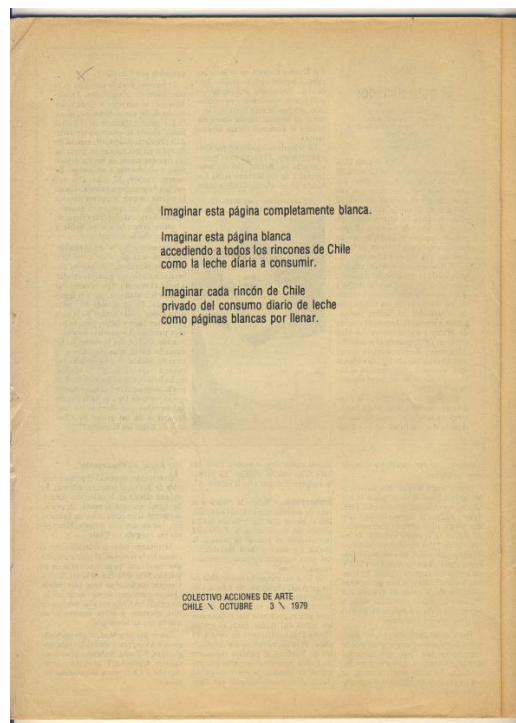 Imaginar esta página completamente blanca.
Imaginar esta página blanca
accediendo a todos los rincones de Chile
como la leche diaria a consumir.
Imaginar cada rincón de Chile
privado del consumo diario de leche
como páginas blancas por llenar.
COLECTIVO ACCIONES DE ARTE
CHILE \ OCTUBRE 3 \ 1979